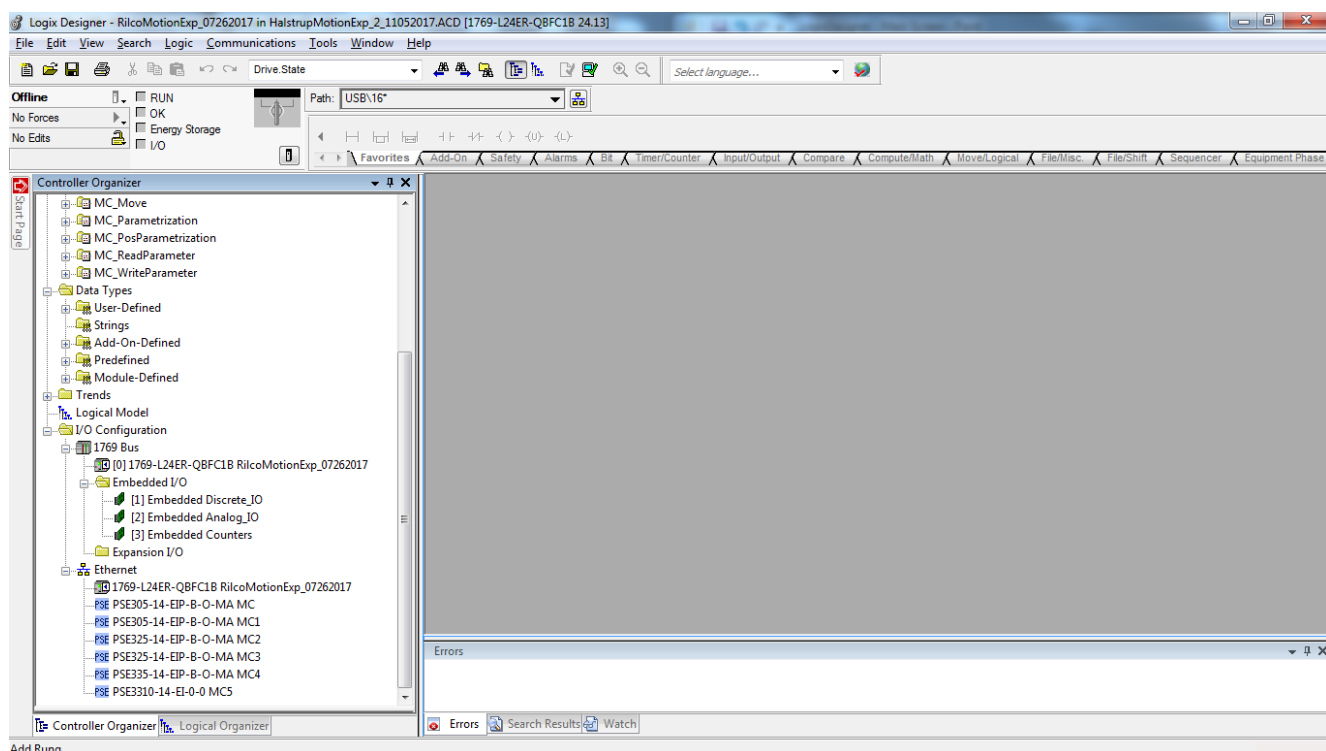 Logix Designer - RilcoMotionExp_07262017 in HalstrupMotionExp_2_11052017.ACD [1769-L24ER-QBFC1B 24.13]
File Edit View Search Logic Communications Tools Window Help
Drive.State
Select language...
Offline RUN
No Forces OK
No Edits Energy Storage
I/O
Path: USB\16*
Favorites Add-On Safety Alarms Bit Timer/Counter Input/Output Compare Compute/Math Move/Logical File/Misc. File/Shift Sequencer Equipment Phase
Start Page
Controller Organizer
MC_Move
MC_Parametrization
MC_PosParametrization
MC_ReadParameter
MC_WriteParameter
Data Types
User-Defined
Strings
Add-On-Defined
Predefined
Module-Defined
Trends
Logical Model
I/O Configuration
1769 Bus
[0] 1769-L24ER-QBFC1B RilcoMotionExp_07262017
Embedded I/O
[1] Embedded Discrete_IO
[2] Embedded Analog_IO
[3] Embedded Counters
Expansion I/O
Ethernet
1769-L24ER-QBFC1B RilcoMotionExp_07262017
PSE PSE305-14-EIP-B-O-MA MC
PSE PSE305-14-EIP-B-O-MA MC1
PSE PSE325-14-EIP-B-O-MA MC2
PSE PSE325-14-EIP-B-O-MA MC3
PSE PSE335-14-EIP-B-O-MA MC4
PSE PSE3310-14-EI-0-0 MC5
Controller Organizer Logical Organizer
Errors
Errors Search Results Watch
Add Rung